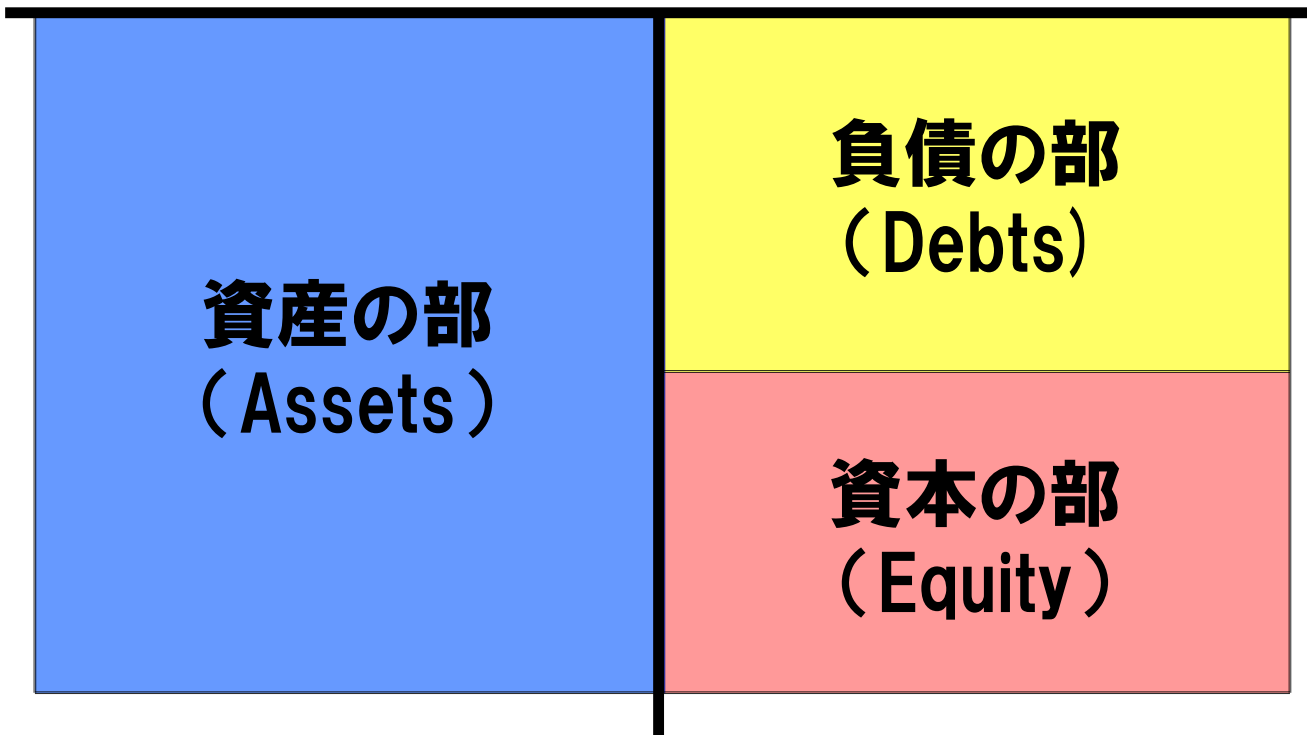 資産の部
（Assets）
負債の部
（Debts)
資本の部
（Equity）